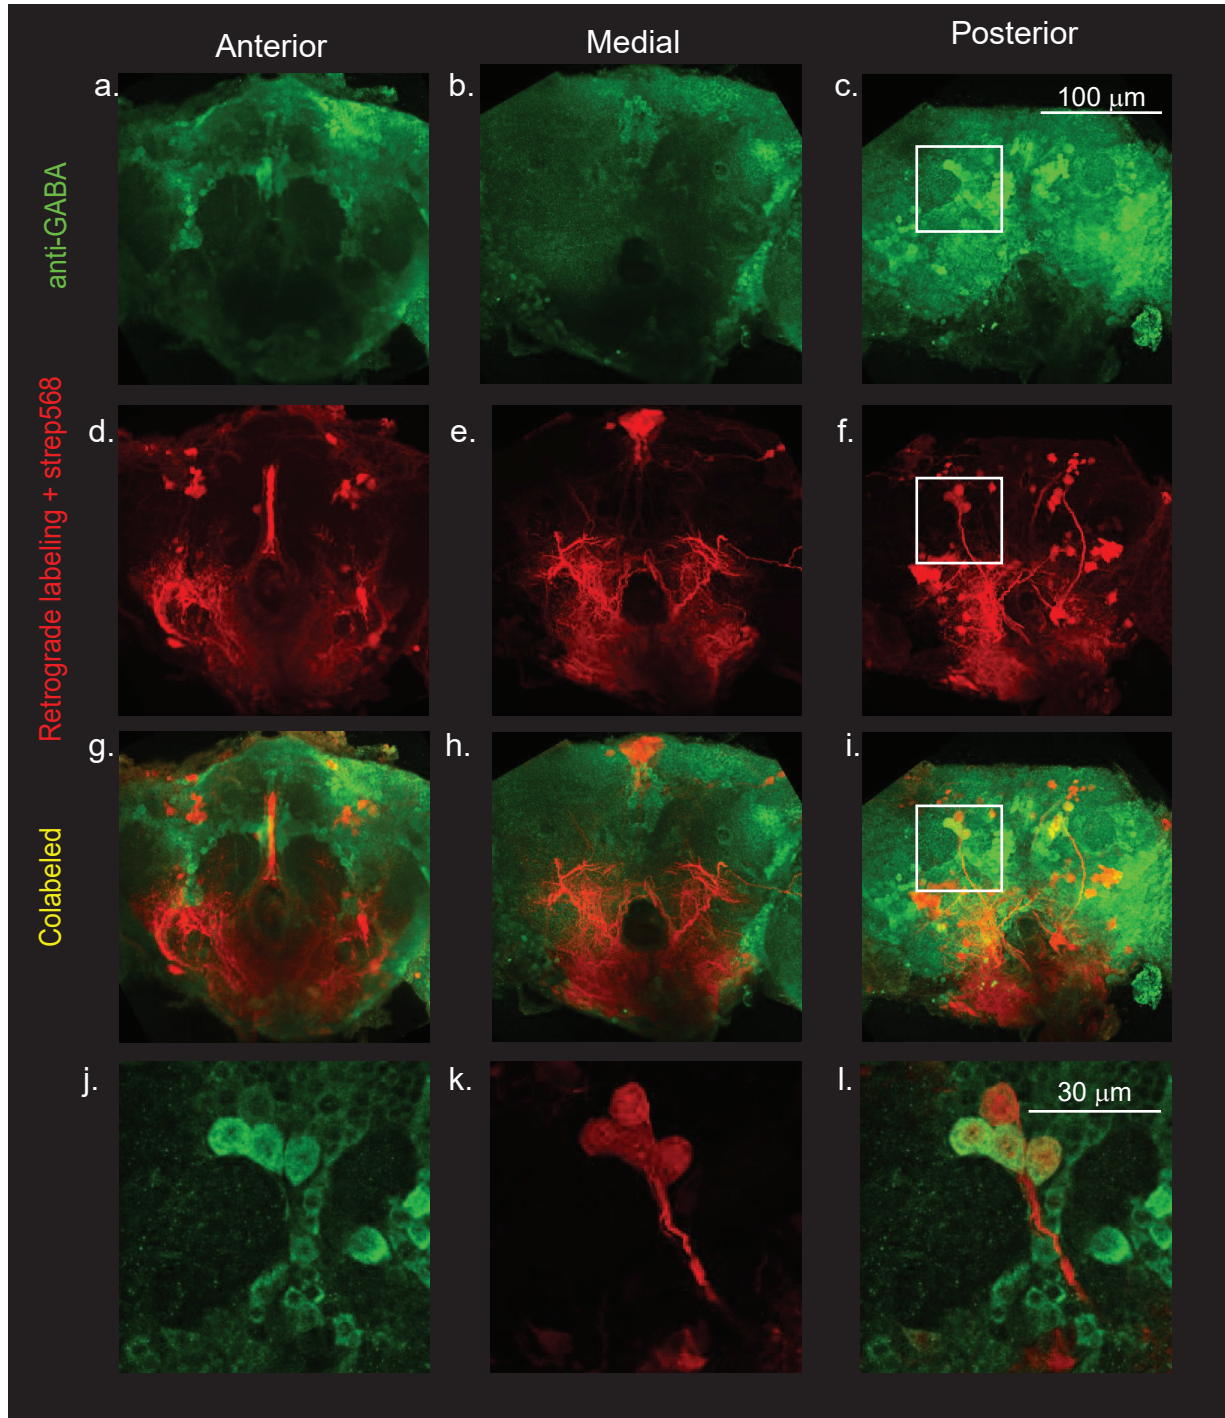 Anterior
Medial
Posterior
a.
b.
c.
100 μm
anti-GABA
d.
e.
f.
Retrograde labeling + strep568
g.
h.
i.
Colabeled
j.
k.
l.
30 μm